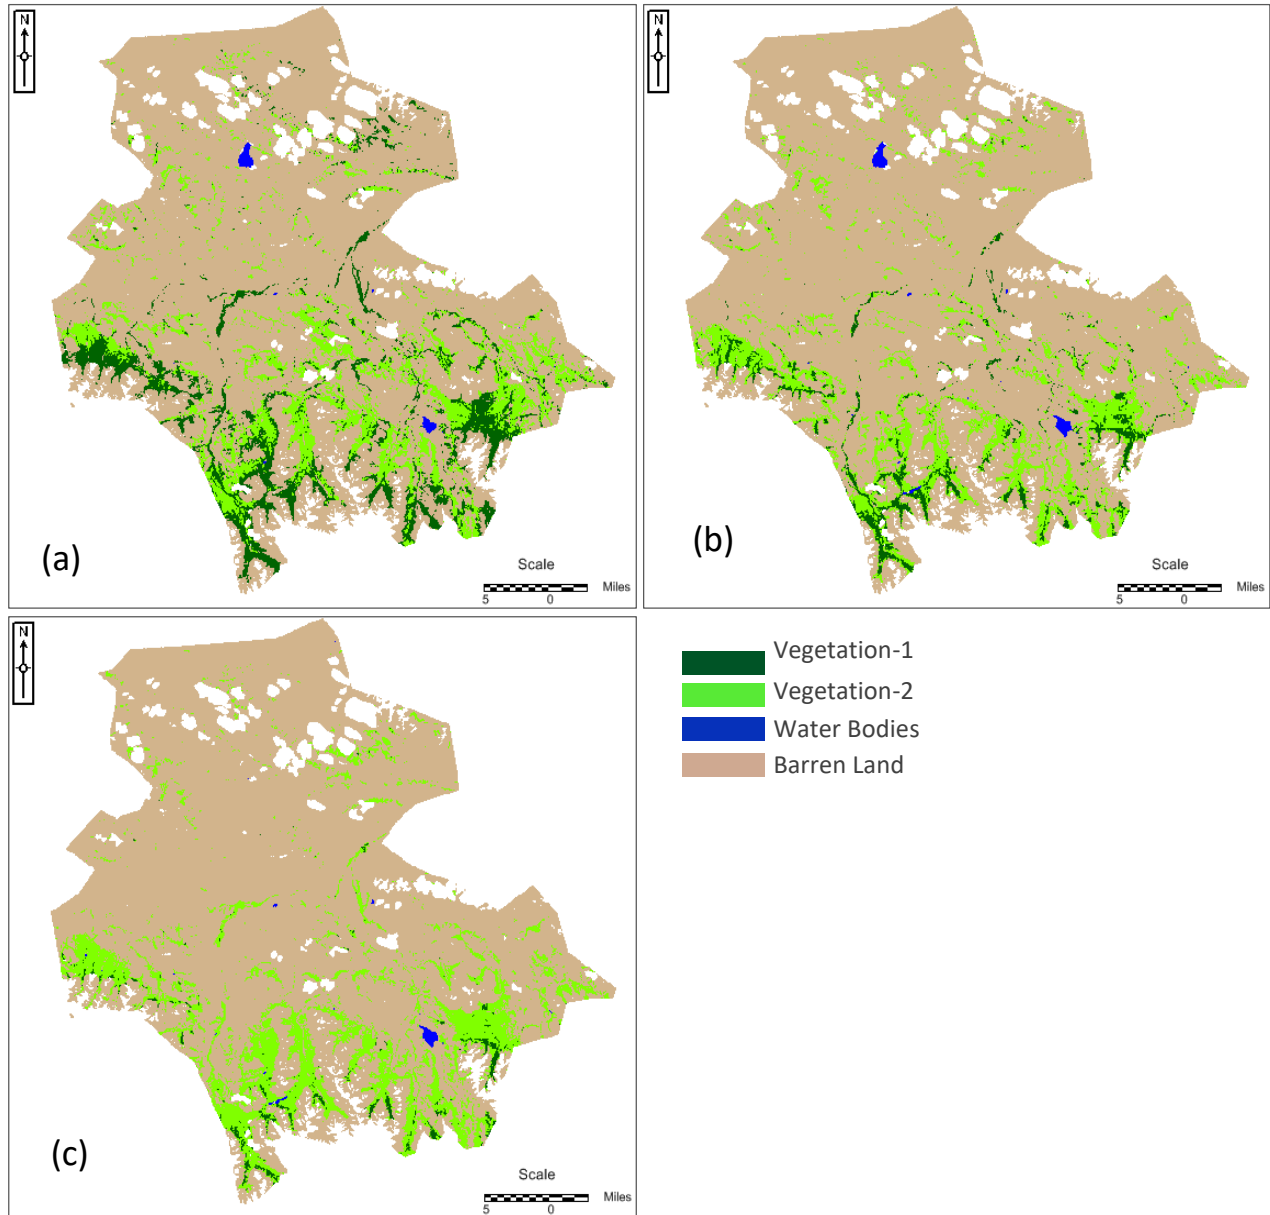 N
(a)
Scale
5 0 Miles
N
(b)
Scale
5 0 Miles
N
(c)
Scale
5 0 Miles
Vegetation-1
Vegetation-2
Water Bodies
Barren Land